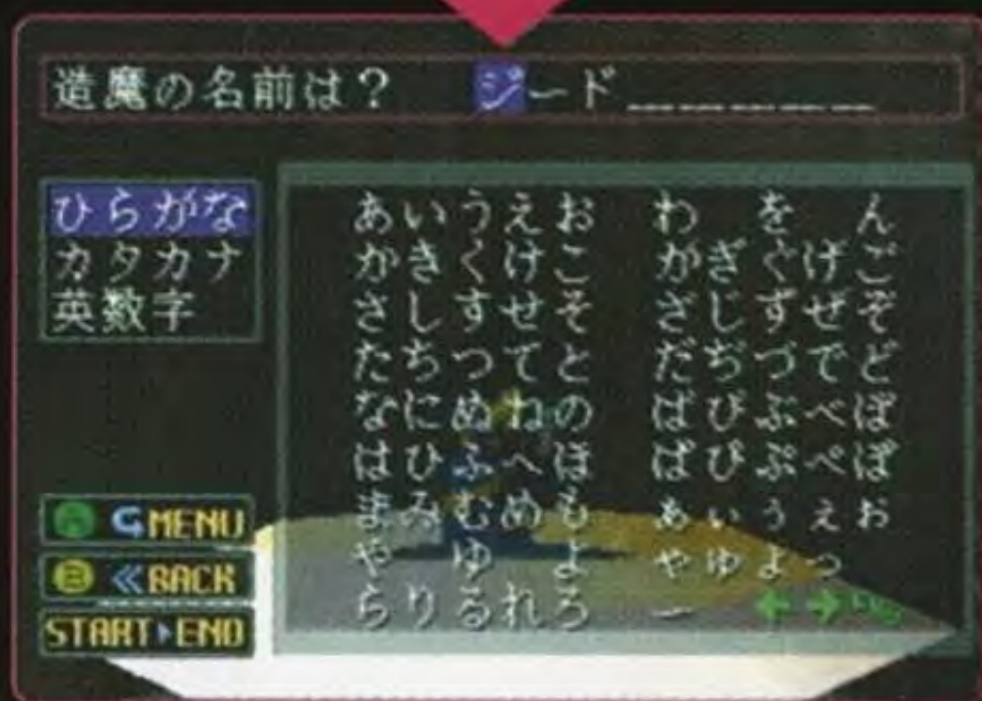 造魔の名前は? ジード
ひらがな
カタカナ
英数字
あいうえお わ を ん
かきくけこ がぎぐげご
さしすせそ ざじずぜぞ
たちつてと だぢづでど
なにぬねの ばびぶべぼ
はひふへほ ぱぴぷぺぽ
まみむめも ぁぃぅぇぉ
や ゆ よ ゃゅょっ
らりるれろ ー ←→
A MENU
B ≪BACK
START▶END